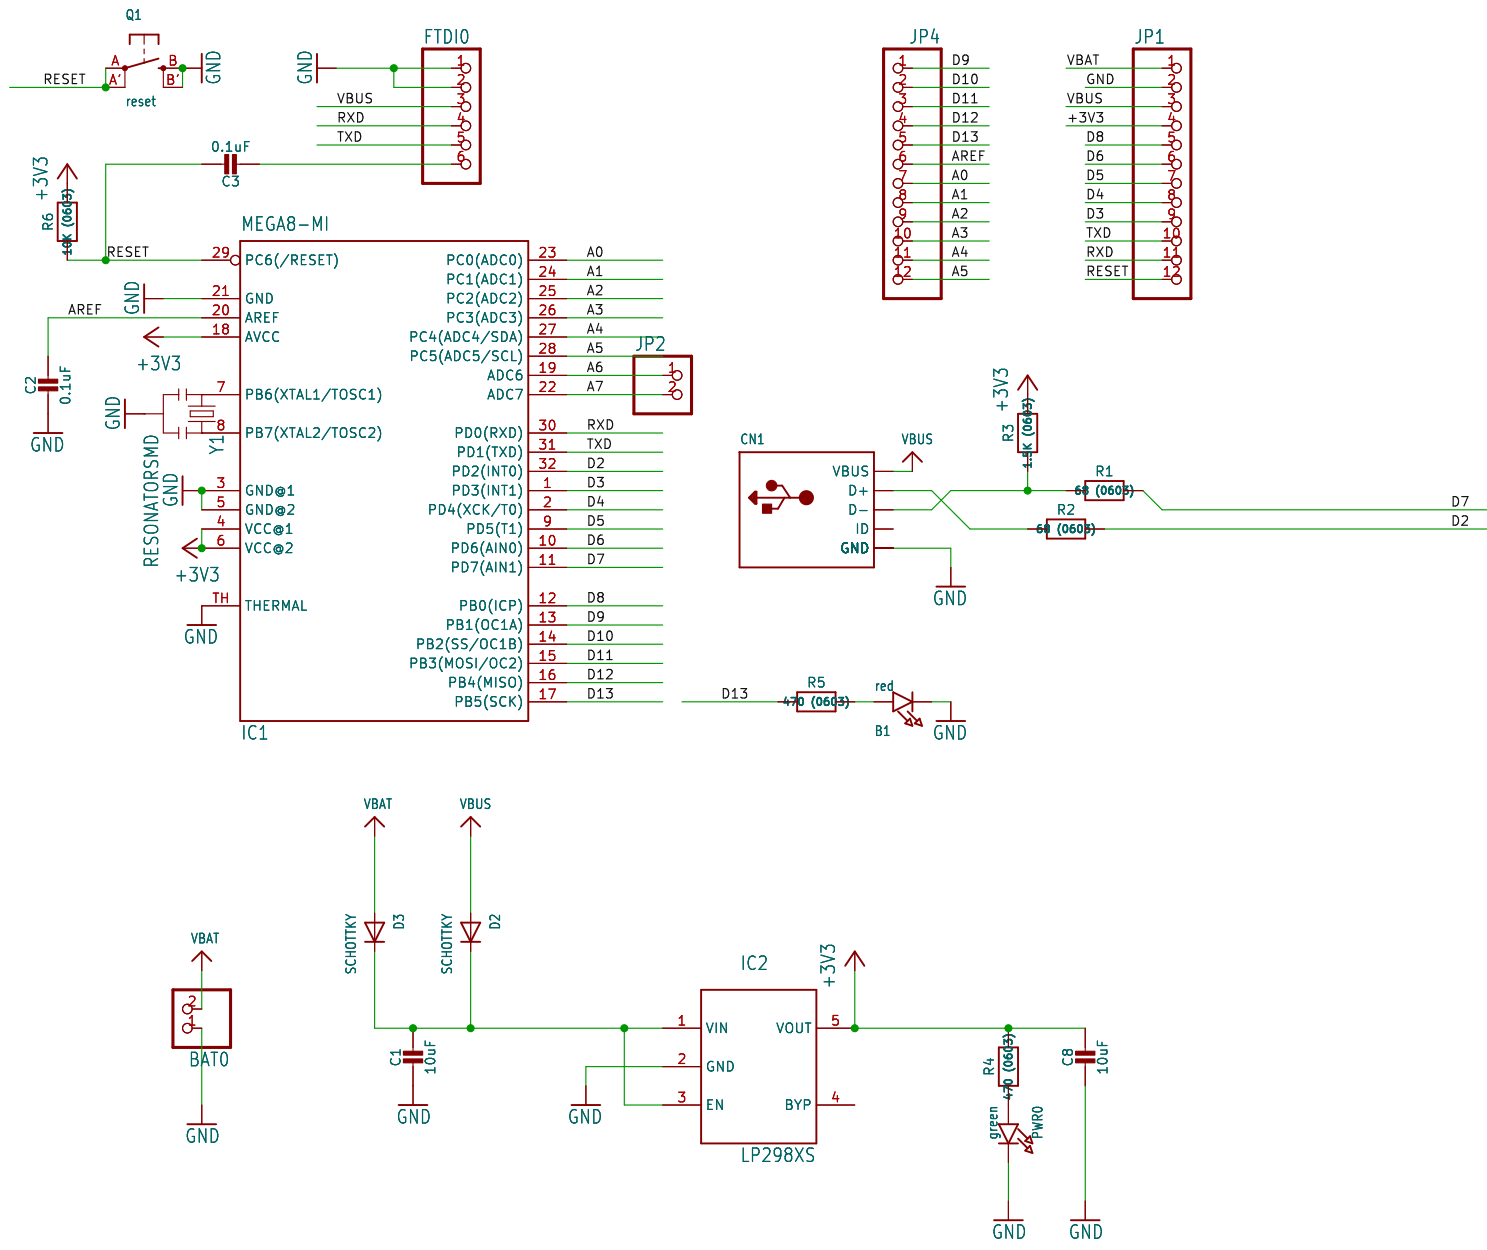 Q1
A
B
A'
B'
GND
RESET
reset
FTDI0
GND
1
2
VBUS
3
RXD
4
TXD
5
6
0.1uF
C3
+3V3
R6
10K (0603)
RESET
JP4
1
D9
2
D10
3
D11
4
D12
5
D13
6
AREF
7
A0
8
A1
9
A2
10
A3
11
A4
12
A5
JP1
VBAT
1
GND
2
VBUS
3
+3V3
4
D8
5
D6
6
D5
7
D4
8
D3
9
TXD
10
RXD
11
RESET
12
MEGA8-MI
29
PC6(/RESET)
GND
21
GND
AREF
20
AREF
18
AVCC
+3V3
C2
0.1uF
GND
GND
7
PB6(XTAL1/TOSC1)
8
PB7(XTAL2/TOSC2)
Y1
RESONATORSMD
GND
3
GND@1
5
GND@2
4
VCC@1
6
VCC@2
+3V3
TH
THERMAL
GND
PC0(ADC0)
23
A0
PC1(ADC1)
24
A1
PC2(ADC2)
25
A2
PC3(ADC3)
26
A3
PC4(ADC4/SDA)
27
A4
PC5(ADC5/SCL)
28
A5
ADC6
19
A6
ADC7
22
A7
JP2
1
2
PD0(RXD)
30
RXD
PD1(TXD)
31
TXD
PD2(INT0)
32
D2
PD3(INT1)
1
D3
PD4(XCK/T0)
2
D4
PD5(T1)
9
D5
PD6(AIN0)
10
D6
PD7(AIN1)
11
D7
PB0(ICP)
12
D8
PB1(OC1A)
13
D9
PB2(SS/OC1B)
14
D10
PB3(MOSI/OC2)
15
D11
PB4(MISO)
16
D12
PB5(SCK)
17
D13
IC1
CN1
VBUS
VBUS
D+
D-
ID
GND
GND
+3V3
R3
1.5K (0603)
R1
68 (0603)
R2
68 (0603)
D7
D2
D13
R5
470 (0603)
red
B1
GND
VBAT
VBUS
SCHOTTKY
D3
SCHOTTKY
D2
VBAT
2
1
BAT0
GND
C1
10uF
GND
GND
IC2
1
VIN
2
GND
3
EN
VOUT
5
BYP
4
LP298XS
+3V3
R4
470 (0603)
green
PWR0
GND
C8
10uF
GND